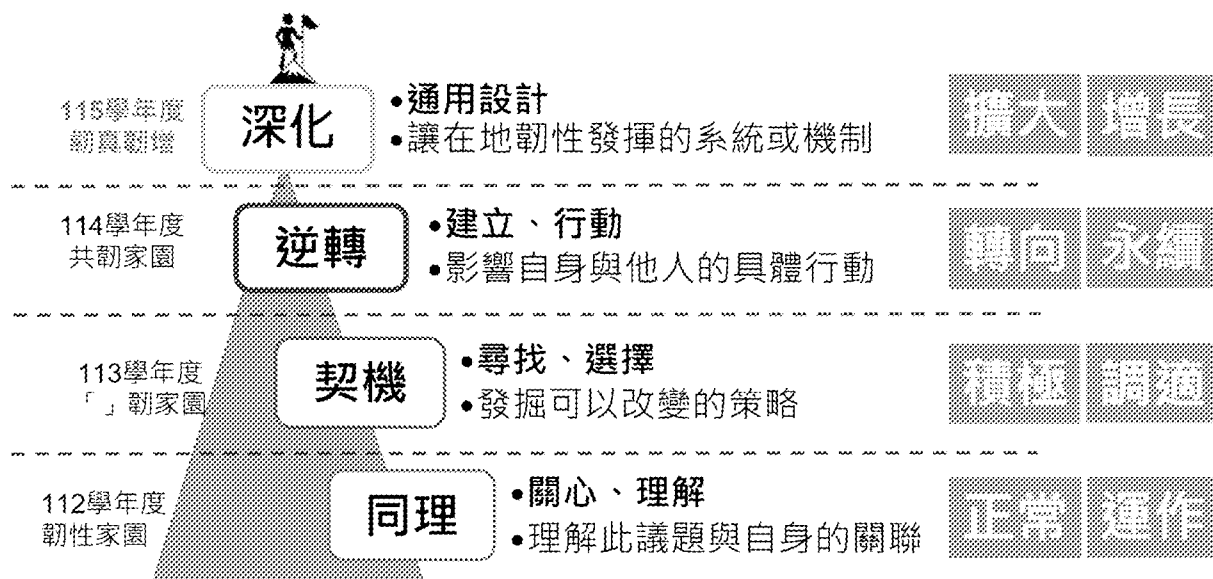 115學年度
韌真韌增
深化
•通用設計
•讓在地韌性發揮的系統或機制
擴大 增長
114學年度
共韌家園
逆轉
•建立、行動
•影響自身與他人的具體行動
轉向 永續
113學年度
「」韌家園
契機
•尋找、選擇
•發掘可以改變的策略
積極 調適
112學年度
韌性家園
同理
•關心、理解
•理解此議題與自身的關聯
正常 運作